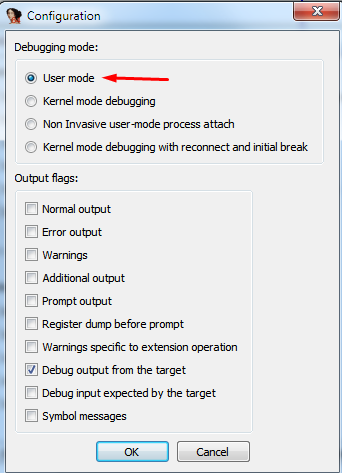 Configuration
Debugging mode:
User mode
Kernel mode debugging
Non Invasive user-mode process attach
Kernel mode debugging with reconnect and initial break
Output flags:
Normal output
Error output
Warnings
Additional output
Prompt output
Register dump before prompt
Warnings specific to extension operation
Debug output from the target
Debug input expected by the target
Symbol messages
OK
Cancel